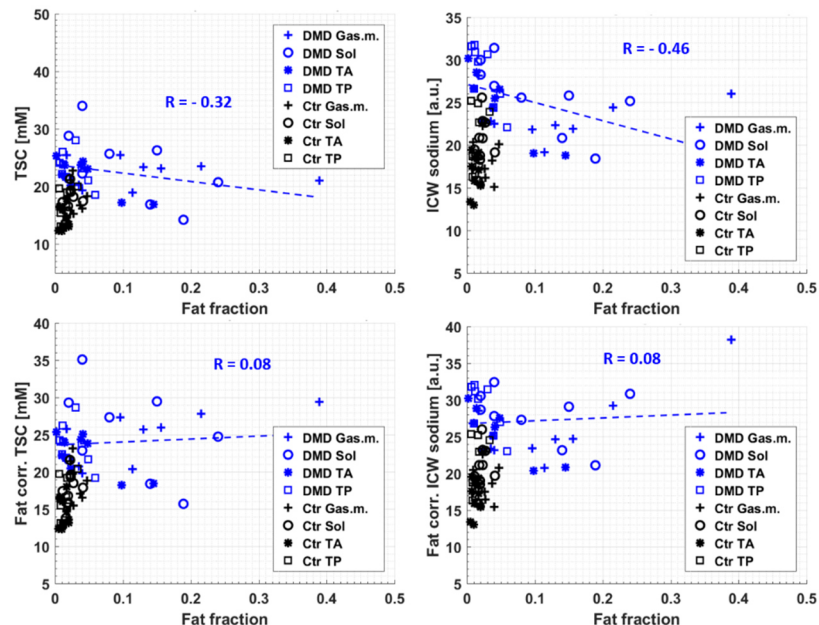 TSC [mM]
50
40
30
20
10
0 0.1 0.2 0.3 0.4 0.5
Fat fraction
R = - 0.32
DMD Gas.m.
DMD Sol
DMD TA
DMD TP
Ctr Gas.m.
Ctr Sol
Ctr TA
Ctr TP
ICW sodium [a.u.]
35
30
25
20
15
10
5
0 0.1 0.2 0.3 0.4 0.5
Fat fraction
R = - 0.46
DMD Gas.m.
DMD Sol
DMD TA
DMD TP
Ctr Gas.m.
Ctr Sol
Ctr TA
Ctr TP
Fat corr. TSC [mM]
40
35
30
25
20
15
10
5
0 0.1 0.2 0.3 0.4 0.5
Fat fraction
R = 0.08
DMD Gas.m.
DMD Sol
DMD TA
DMD TP
Ctr Gas.m.
Ctr Sol
Ctr TA
Ctr TP
Fat corr. ICW sodium [a.u.]
40
35
30
25
20
15
10
5
0 0.1 0.2 0.3 0.4 0.5
Fat fraction
R = 0.08
DMD Gas.m.
DMD Sol
DMD TA
DMD TP
Ctr Gas.m.
Ctr Sol
Ctr TA
Ctr TP